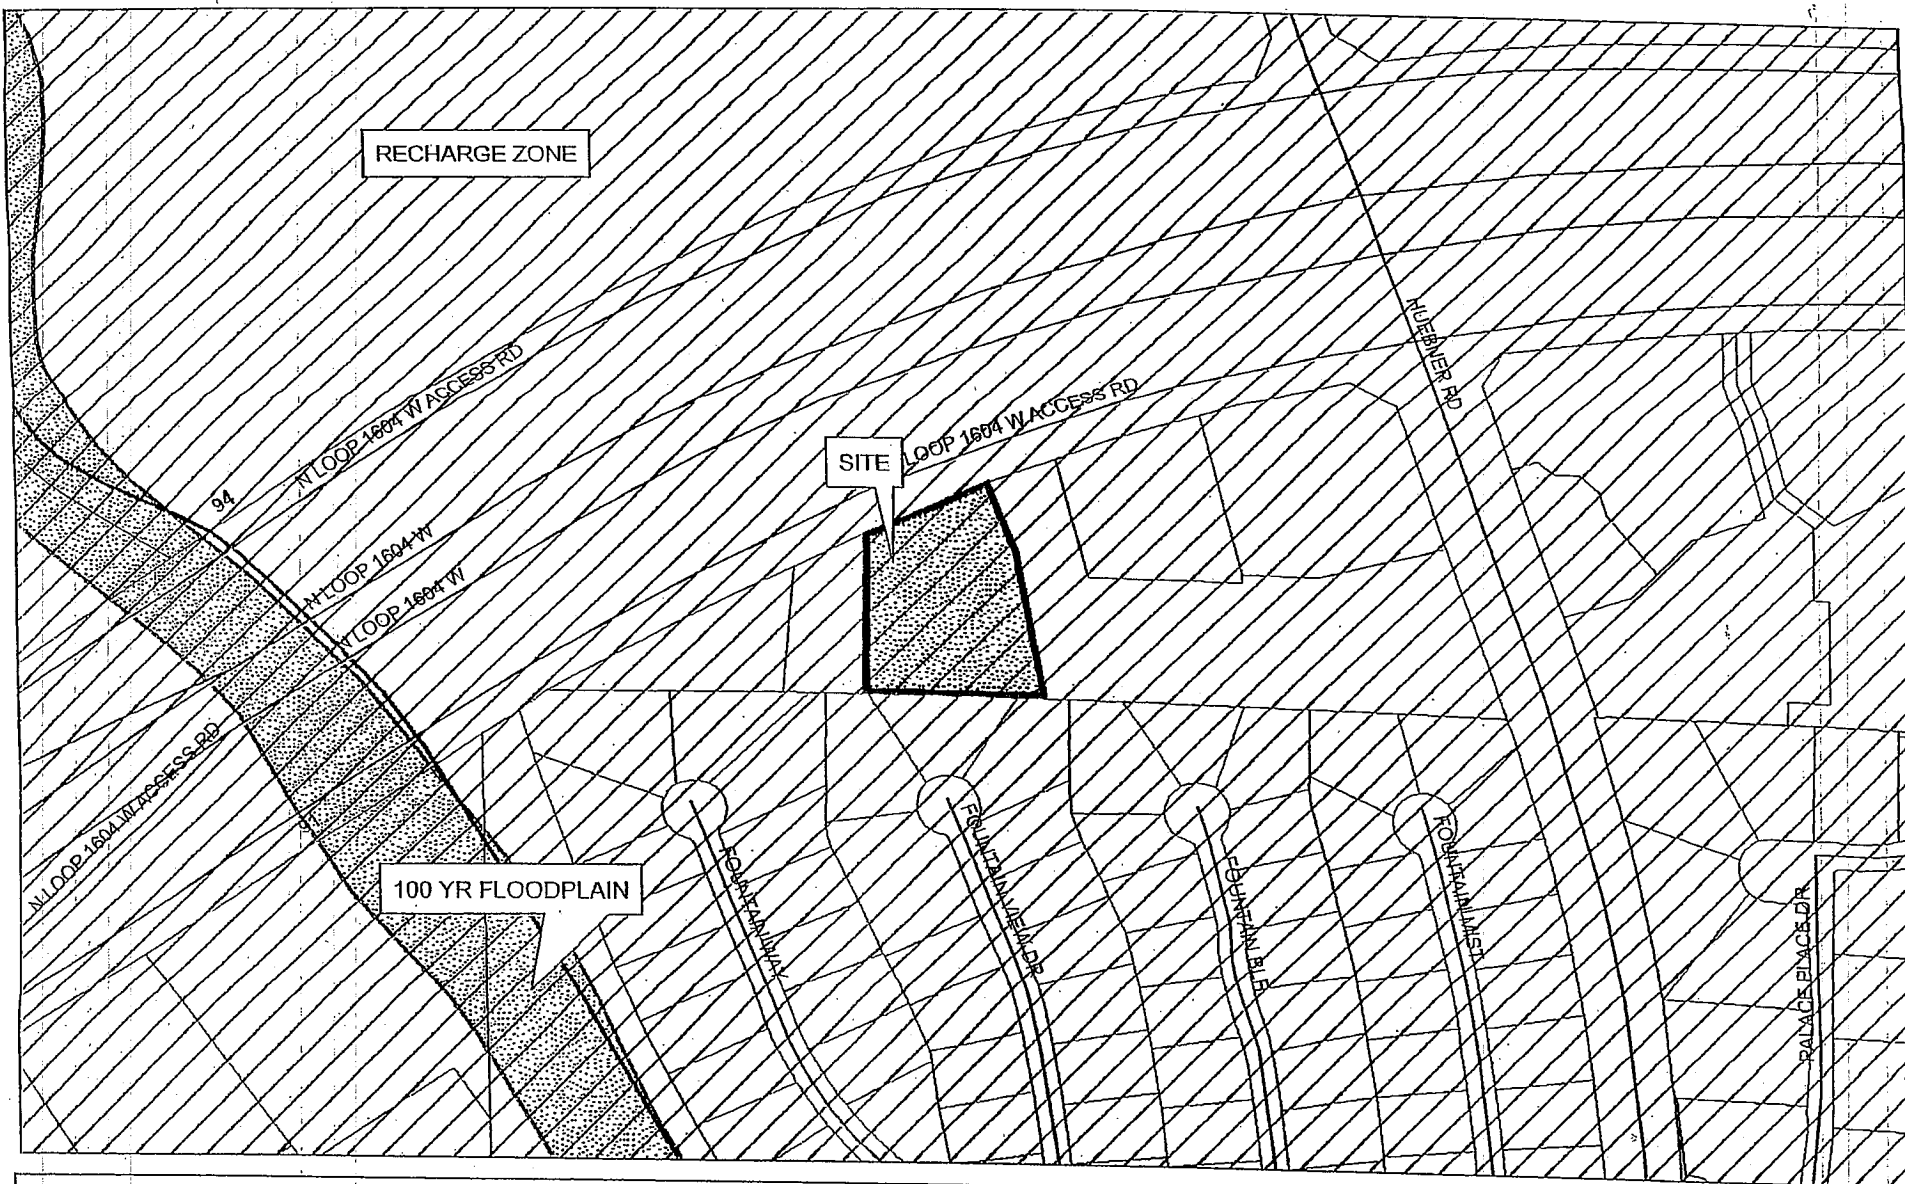 RECHARGE ZONE
HUEBNER RD
N LOOP 1604 W ACCESS RD
LOOP 1604 W ACCESS RD
SITE
94
N LOOP 1604 W
N LOOP 1604 W
N LOOP 1604 W ACCESS RD
100 YR FLOODPLAIN
FOUNTAIN WAY
FOUNTAIN VIEW DR
FOUNTAIN BLF
FOUNTAIN MIST
PALACE PLACE DR